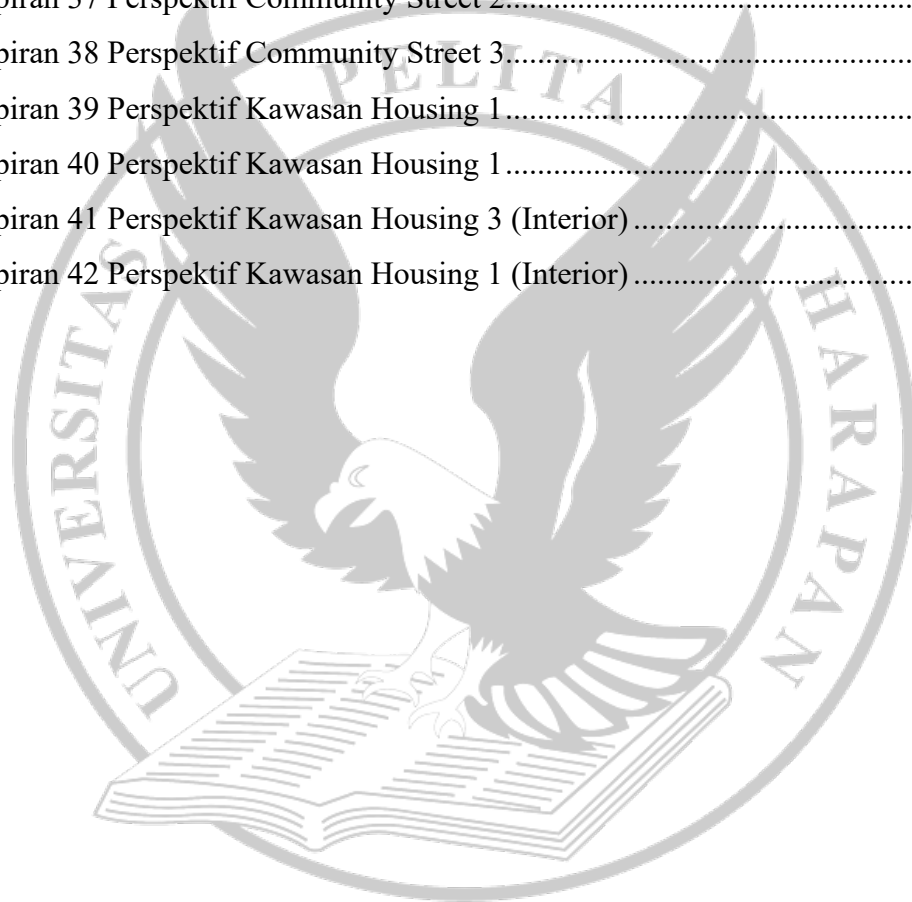 piran 37 Perspektif Community Street 2
piran 38 Perspektif Community Street 3
piran 39 Perspektif Kawasan Housing 1
piran 40 Perspektif Kawasan Housing 1
piran 41 Perspektif Kawasan Housing 3 (Interior)
piran 42 Perspektif Kawasan Housing 1 (Interior)
UNIVERSITAS PELITA HARAPAN